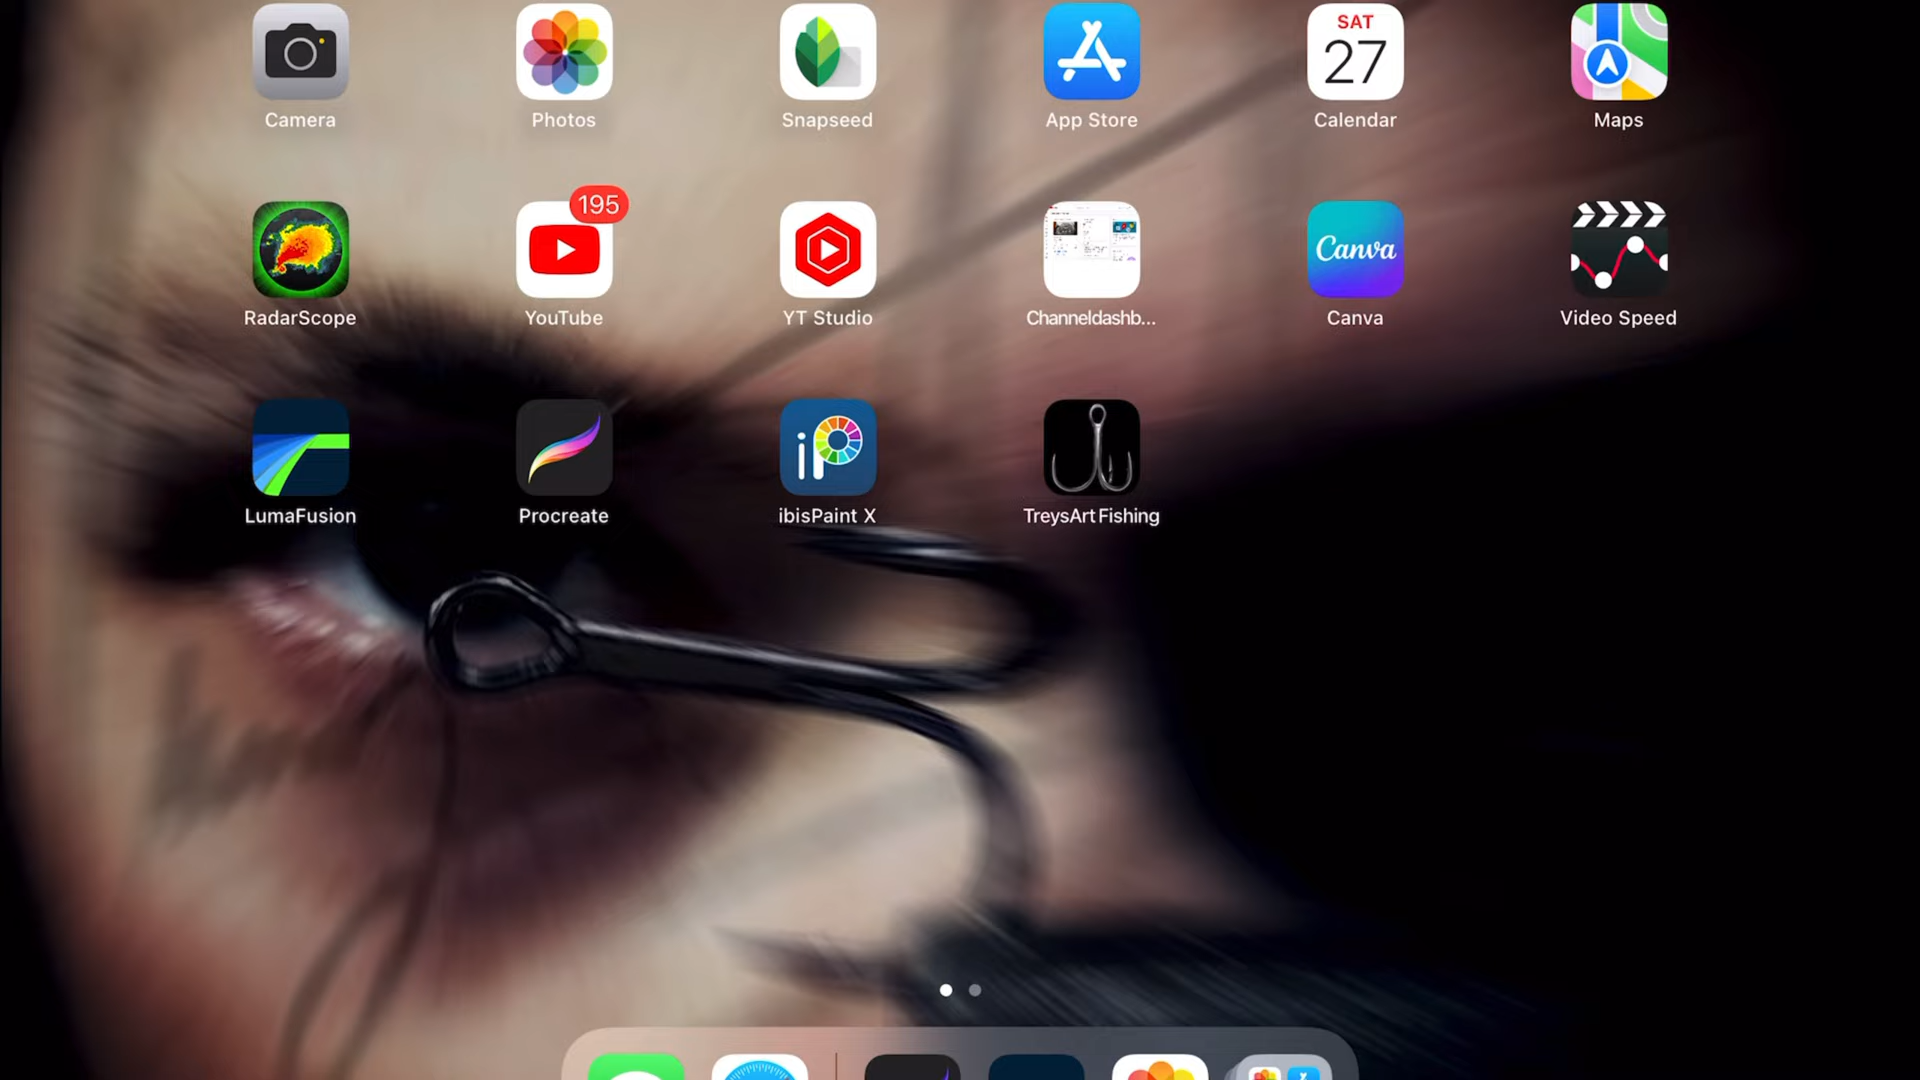 Camera
Photos
Snapseed
App Store
SAT
27
Calendar
Maps
RadarScope
195
YouTube
YT Studio
Channeldashb...
Canva
Canva
Video Speed
LumaFusion
Procreate
iP
ibisPaint X
TreysArt Fishing